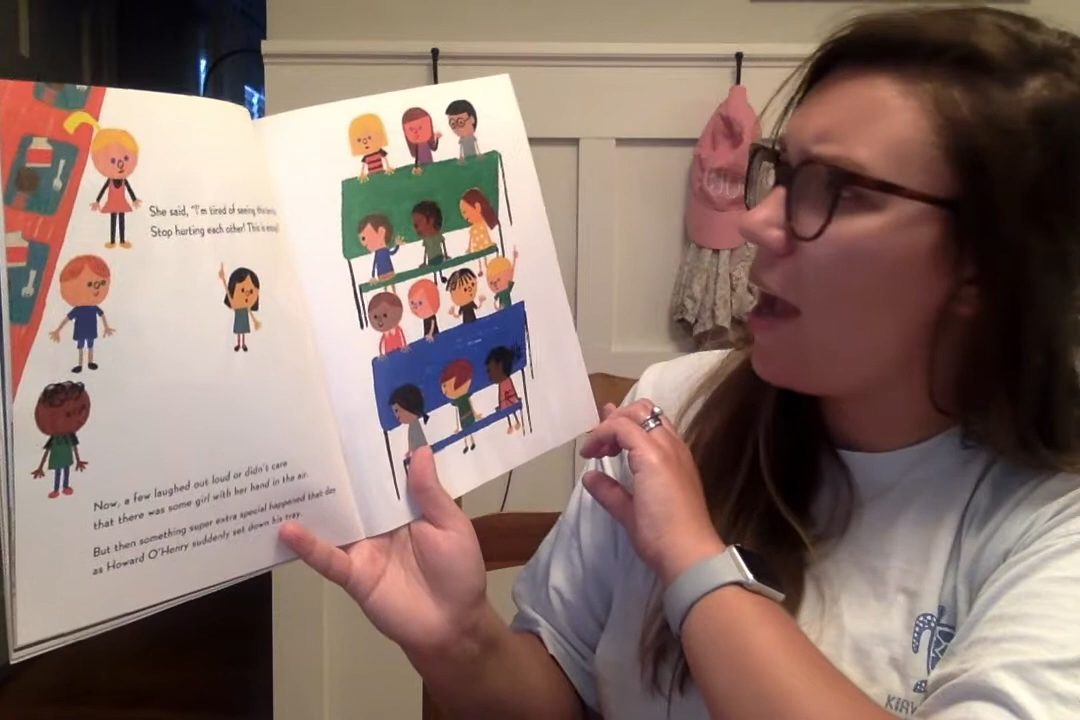 She said, "I'm tired of seeing this
Stop hurting each other! This is
Now, a few laughed out loud or didn't care
that there was some girl with her hand in the air.
But then something super extra special happened that day
as Howard O'Henry suddenly set down his tray.